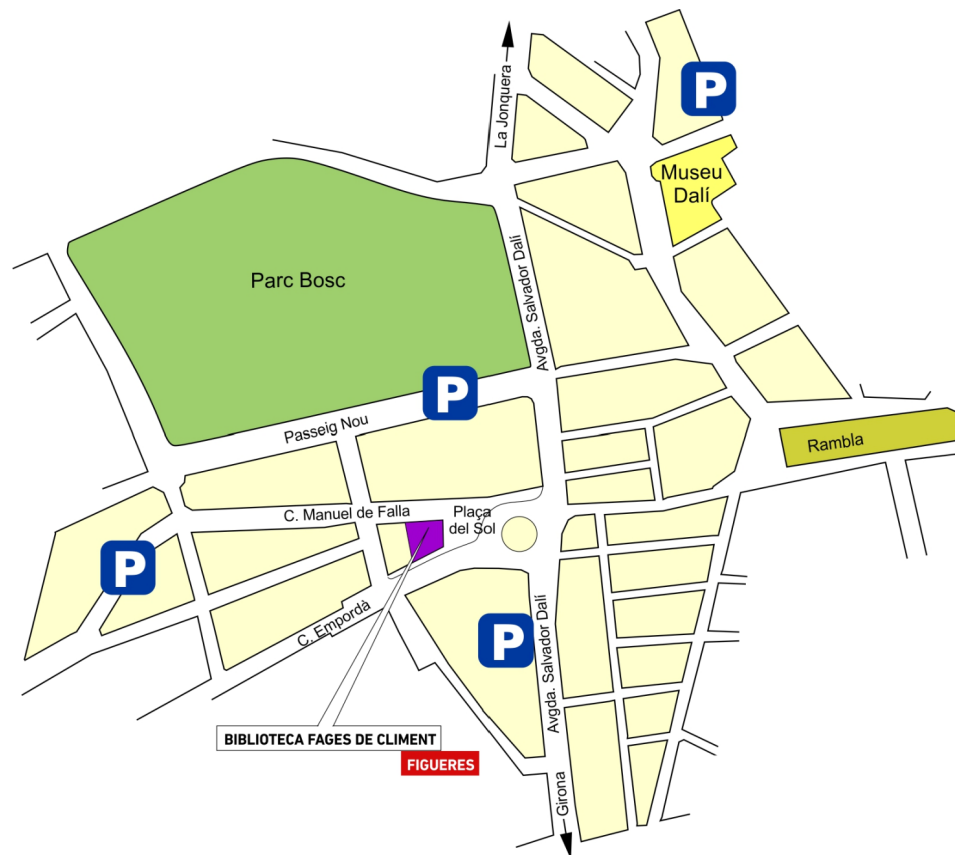 La Jonquera
P
Museu
Dalí
Parc Bosc
Avgda. Salvador Dalí
P
Passeig Nou
Rambla
C. Manuel de Falla
Plaça
del Sol
P
C. Empordà
P
Avgda. Salvador Dalí
BIBLIOTECA FAGES DE CLIMENT
FIGUERES
Girona